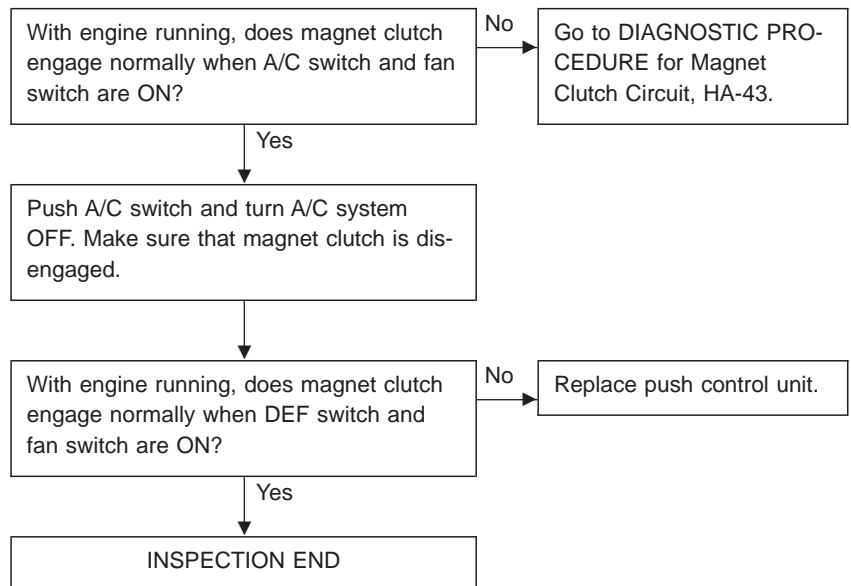 With engine running, does magnet clutch
engage normally when A/C switch and fan
switch are ON?
No
Go to DIAGNOSTIC PRO-
CEDURE for Magnet
Clutch Circuit, HA-43.
Yes
Push A/C switch and turn A/C system
OFF. Make sure that magnet clutch is dis-
engaged.
With engine running, does magnet clutch
engage normally when DEF switch and
fan switch are ON?
No
Replace push control unit.
Yes
INSPECTION END